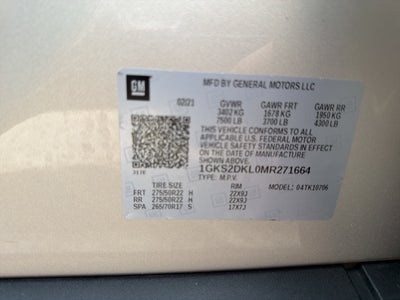 GM
MFD BY GENERAL MOTORS LLC
02/21 GVWR GAWR FRT GAWR RR
3402 KG 1678 KG 1950 KG
7500 LB 3700 LB 4300 LB
THIS VEHICLE CONFORMS TO ALL
APPLICABLE U.S. FEDERAL MOTOR
VEHICLE SAFETY STANDARDS IN EFFECT
ON THE DATE OF MANUFACTURE
SHOWN ABOVE.
1GKS2DKL0MR271664
TYPE: M.P.V. MODEL: 04TK10706
TIRE SIZE RIM
FRT 275/50R22 H 22X9J
RR 275/50R22 H 22X9J
SPA 265/70R17 S 17X7J